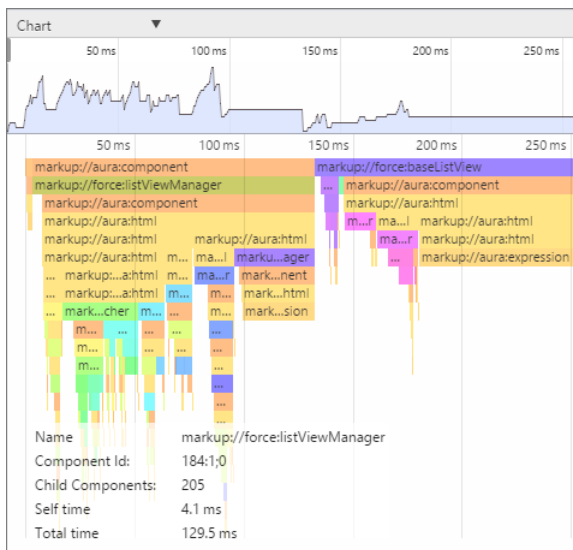 Chart ▼
50 ms 100 ms 150 ms 200 ms 250 ms
50 ms 100 ms 150 ms 200 ms 250 ms
markup://aura:component markup://force:baseListView
markup://force:listViewManager ... markup://aura:component
markup://aura:component ... markup://aura:html
markup://aura:html ma...r ma...l markup://aura:html
markup://aura:html markup://aura:html ma...r markup://aura:html
markup://aura:html m... ma...l marku...ager ... markup://aura:expression
... markup:...a:html m... ma...r mark...nent ...
... markup:...a:html m... m... mark...html
... mark...cher m... ... m... mark...sion
m... ... ... ... ...
m... ... ... ...
m... ... ...
... ...
...
...
Name markup://force:listViewManager
Component Id: 184:1;0
Child Components: 205
Self time 4.1 ms
Total time 129.5 ms